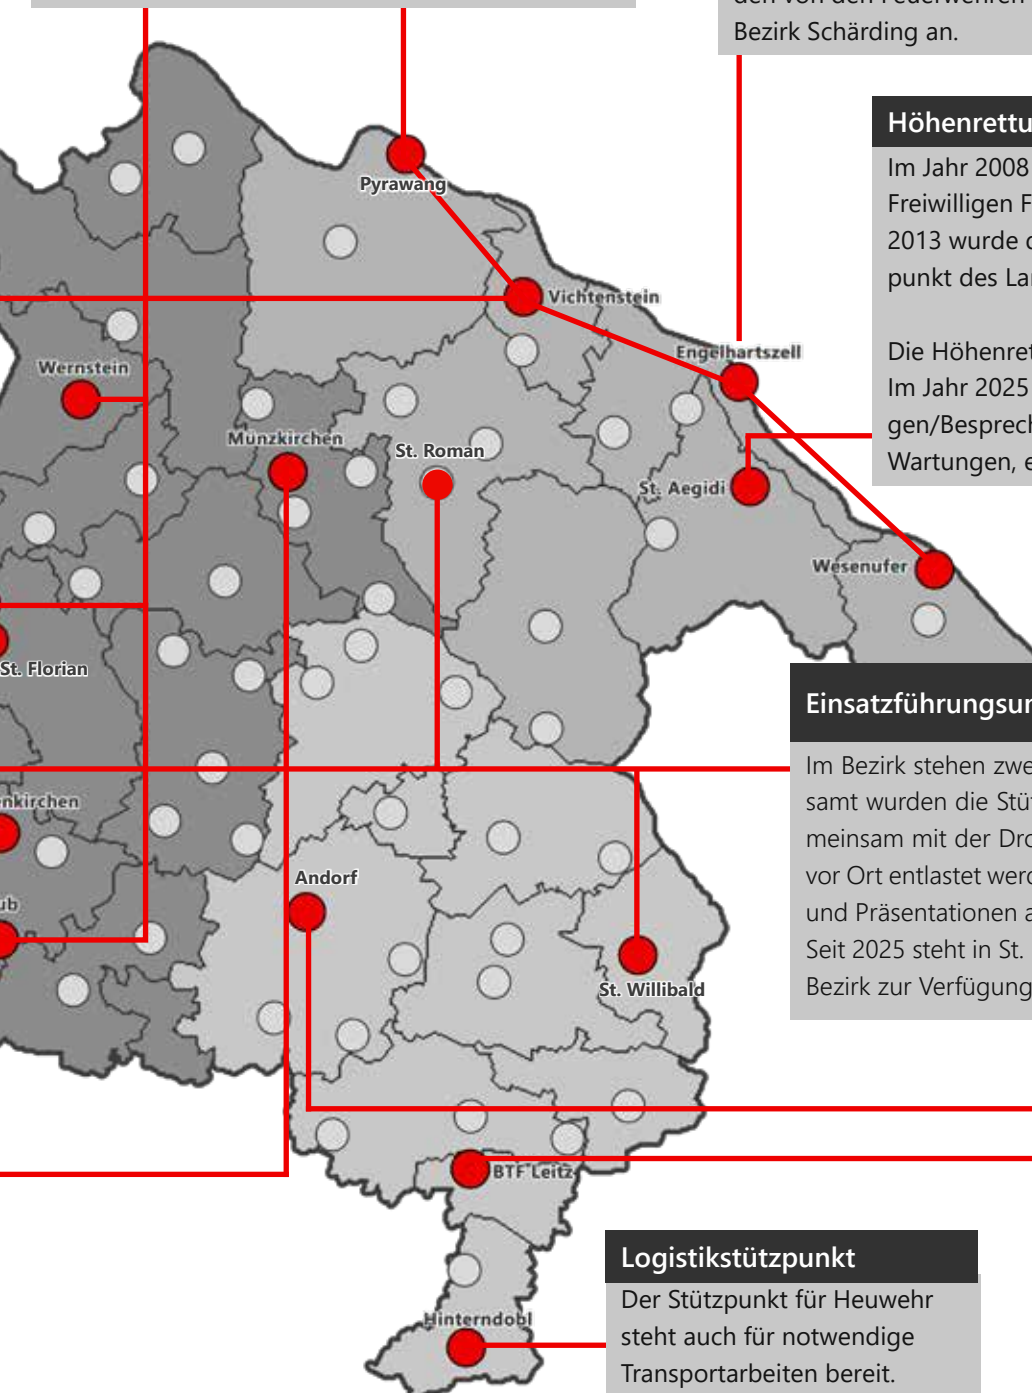 Bezirk Schärding an.
Höhenrettu
Im Jahr 2008
Freiwilligen F
2013 wurde
punkt des Lar
Die Höhenret
Im Jahr 2025
gen/Besprech
Wartungen, e
Pyrawang
Vichtenstein
Engelhartszell
Wernstein
Münzkirchen
St. Roman
St. Aegidi
Wesenufer
St. Florian
Einsatzführungsur
Im Bezirk stehen zwe
samt wurden die Stüt
meinsam mit der Dro
vor Ort entlastet werd
und Präsentationen a
Seit 2025 steht in St.
Bezirk zur Verfügung
nkirchen
ub
Andorf
St. Willibald
BTF Leitz
Logistikstützpunkt
Der Stützpunkt für Heuwehr
steht auch für notwendige
Transportarbeiten bereit.
Hinterndobl